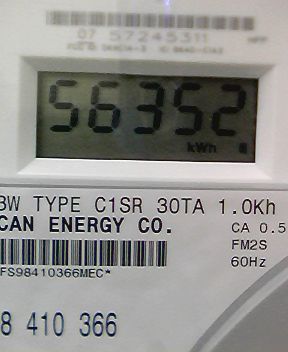 07 57245311
56352
kWh
3W TYPE C1SR 30TA 1.0Kh
CAN ENERGY CO.
CA 0.5
FM2S
FS98410366MEC*
60Hz
8 410 366